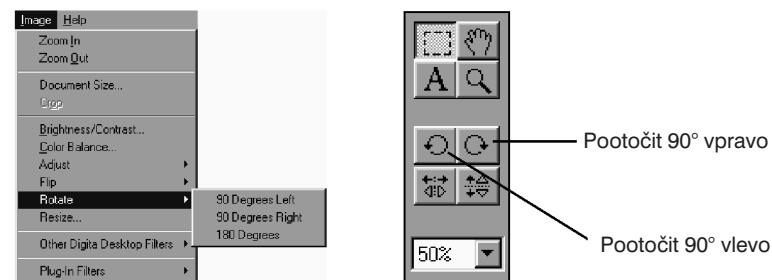 Image Help
Zoom In
Zoom Out
Document Size...
Crop
Brightness/Contrast...
Color Balance...
Adjust
Flip
Rotate
Resize...
Other Digita Desktop Filters
Plug-In Filters
90 Degrees Left
90 Degrees Right
180 Degrees
A
50%
Pootočit 90° vpravo
Pootočit 90° vlevo